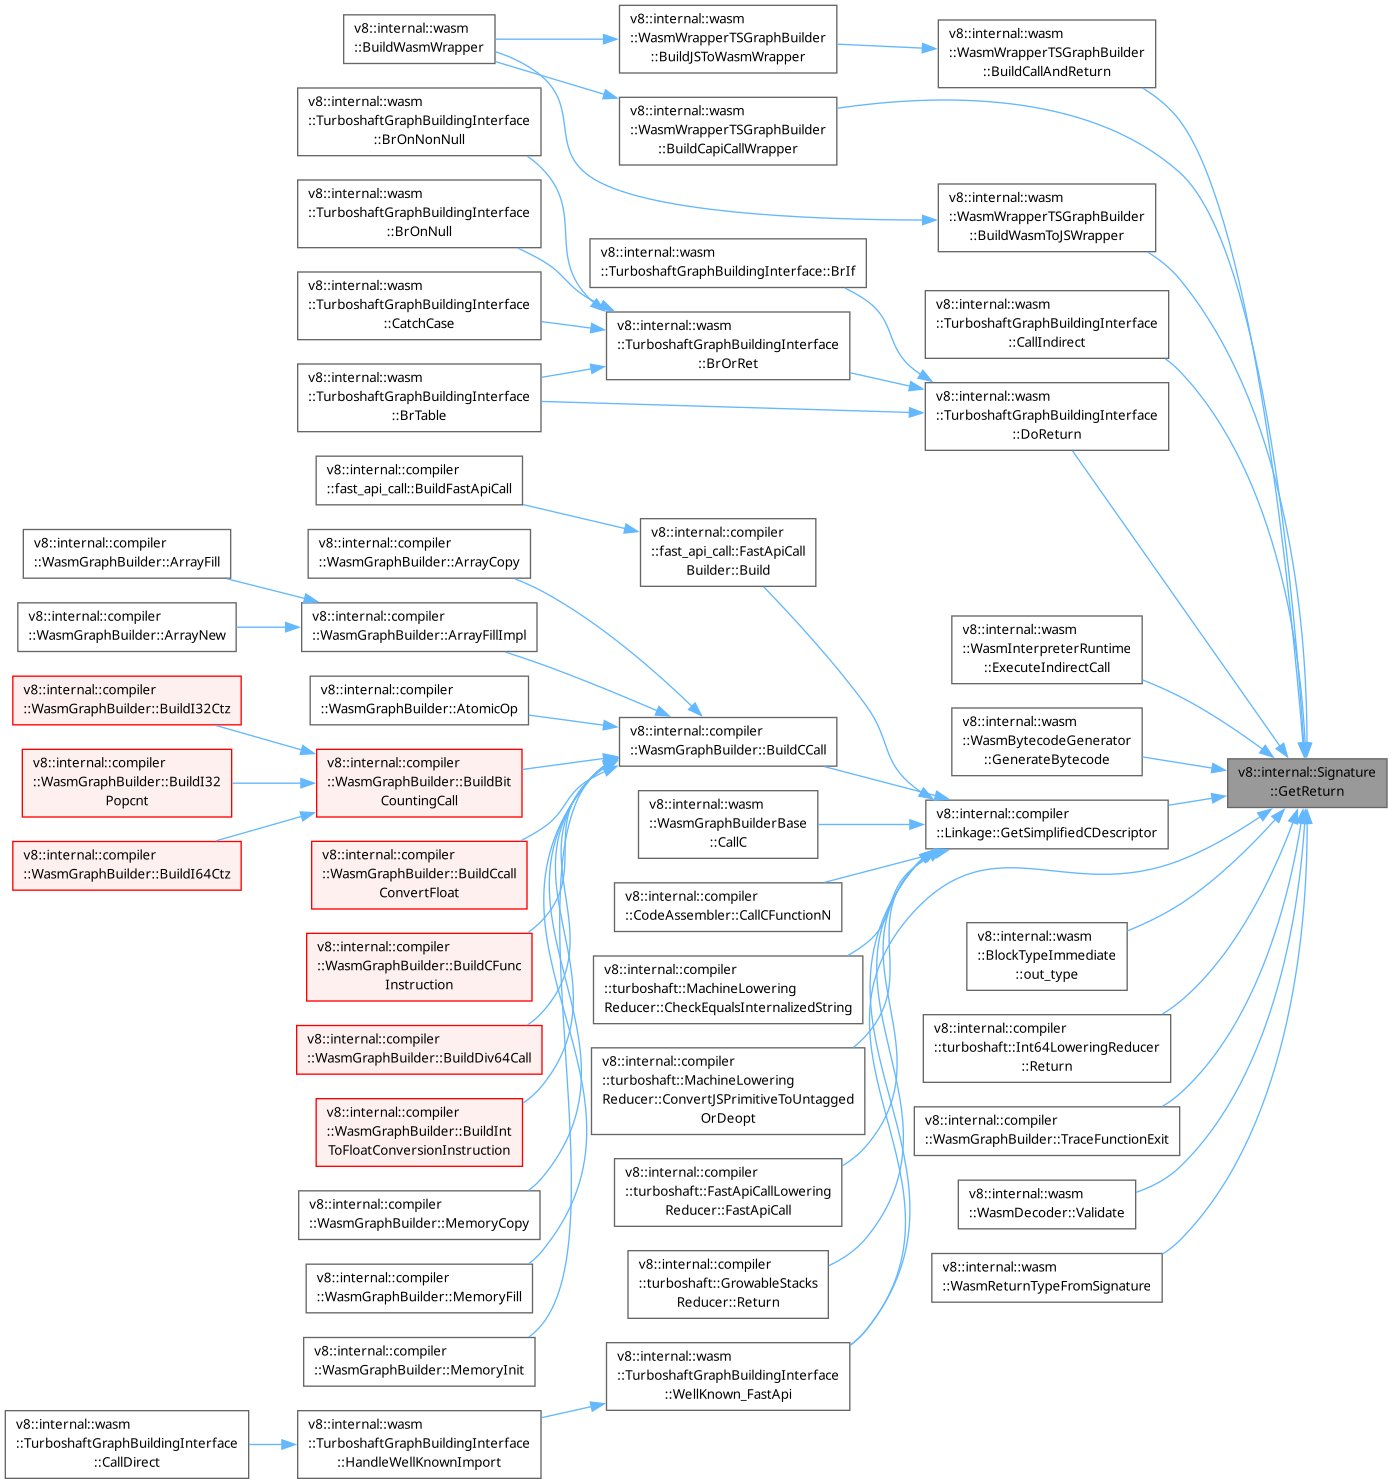 v8::internal::wasm
::BuildWasmWrapper
v8::internal::wasm
::WasmWrapperTSGraphBuilder
::BuildJSToWasmWrapper
v8::internal::wasm
::WasmWrapperTSGraphBuilder
::BuildCallAndReturn
v8::internal::wasm
::TurboshaftGraphBuildingInterface
::BrOnNonNull
v8::internal::wasm
::WasmWrapperTSGraphBuilder
::BuildCapiCallWrapper
v8::internal::wasm
::TurboshaftGraphBuildingInterface
::BrOnNull
v8::internal::wasm
::WasmWrapperTSGraphBuilder
::BuildWasmToJSWrapper
v8::internal::wasm
::TurboshaftGraphBuildingInterface::BrIf
v8::internal::wasm
::TurboshaftGraphBuildingInterface
::CatchCase
v8::internal::wasm
::TurboshaftGraphBuildingInterface
::CallIndirect
v8::internal::wasm
::TurboshaftGraphBuildingInterface
::BrOrRet
v8::internal::wasm
::TurboshaftGraphBuildingInterface
::BrTable
v8::internal::wasm
::TurboshaftGraphBuildingInterface
::DoReturn
v8::internal::compiler
::fast_api_call::BuildFastApiCall
v8::internal::compiler
::fast_api_call::FastApiCall
Builder::Build
v8::internal::compiler
::WasmGraphBuilder::ArrayFill
v8::internal::compiler
::WasmGraphBuilder::ArrayCopy
v8::internal::compiler
::WasmGraphBuilder::ArrayNew
v8::internal::compiler
::WasmGraphBuilder::ArrayFillImpl
v8::internal::wasm
::WasmInterpreterRuntime
::ExecuteIndirectCall
v8::internal::compiler
::WasmGraphBuilder::BuildI32Ctz
v8::internal::compiler
::WasmGraphBuilder::AtomicOp
v8::internal::compiler
::WasmGraphBuilder::BuildCCall
v8::internal::wasm
::WasmBytecodeGenerator
::GenerateBytecode
v8::internal::compiler
::WasmGraphBuilder::BuildI32
Popcnt
v8::internal::compiler
::WasmGraphBuilder::BuildBit
CountingCall
v8::internal::Signature
::GetReturn
v8::internal::wasm
::WasmGraphBuilderBase
::CallC
v8::internal::compiler
::Linkage::GetSimplifiedCDescriptor
v8::internal::compiler
::WasmGraphBuilder::BuildI64Ctz
v8::internal::compiler
::WasmGraphBuilder::BuildCcall
ConvertFloat
v8::internal::compiler
::CodeAssembler::CallCFunctionN
v8::internal::wasm
::BlockTypeImmediate
::out_type
v8::internal::compiler
::WasmGraphBuilder::BuildCFunc
Instruction
v8::internal::compiler
::turboshaft::MachineLowering
Reducer::CheckEqualsInternalizedString
v8::internal::compiler
::turboshaft::Int64LoweringReducer
::Return
v8::internal::compiler
::WasmGraphBuilder::BuildDiv64Call
v8::internal::compiler
::turboshaft::MachineLowering
Reducer::ConvertJSPrimitiveToUntagged
OrDeopt
v8::internal::compiler
::WasmGraphBuilder::TraceFunctionExit
v8::internal::compiler
::WasmGraphBuilder::BuildInt
ToFloatConversionInstruction
v8::internal::compiler
::turboshaft::FastApiCallLowering
Reducer::FastApiCall
v8::internal::wasm
::WasmDecoder::Validate
v8::internal::compiler
::WasmGraphBuilder::MemoryCopy
v8::internal::compiler
::turboshaft::GrowableStacks
Reducer::Return
v8::internal::wasm
::WasmReturnTypeFromSignature
v8::internal::compiler
::WasmGraphBuilder::MemoryFill
v8::internal::compiler
::WasmGraphBuilder::MemoryInit
v8::internal::wasm
::TurboshaftGraphBuildingInterface
::WellKnown_FastApi
v8::internal::wasm
::TurboshaftGraphBuildingInterface
::CallDirect
v8::internal::wasm
::TurboshaftGraphBuildingInterface
::HandleWellKnownImport